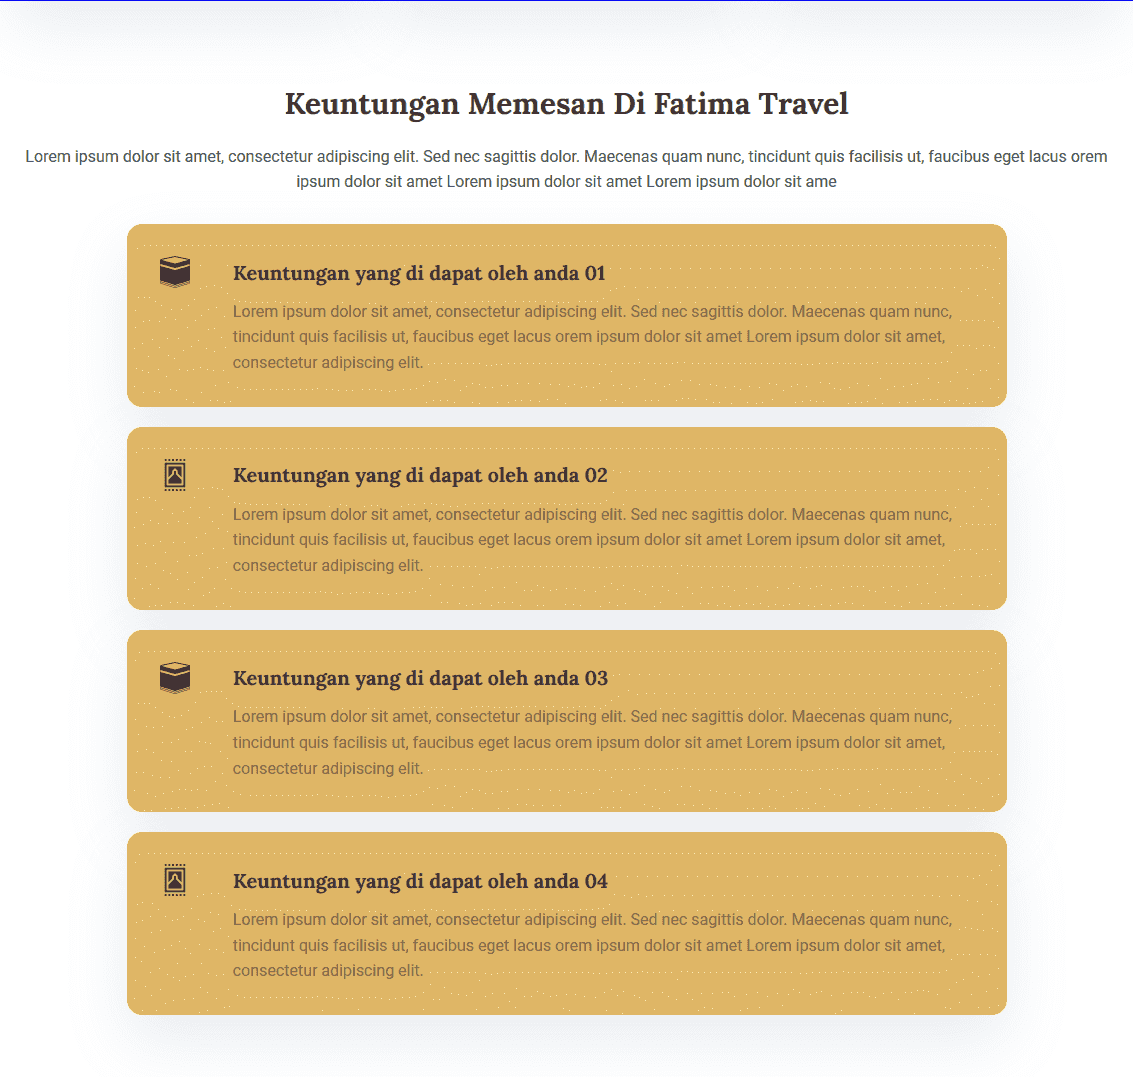 Keuntungan Memesan Di Fatima Travel
Lorem ipsum dolor sit amet, consectetur adipiscing elit. Sed nec sagittis dolor. Maecenas quam nunc, tincidunt quis facilisis ut, faucibus eget lacus orem
ipsum dolor sit amet Lorem ipsum dolor sit amet Lorem ipsum dolor sit ame
Keuntungan yang di dapat oleh anda 01
Lorem ipsum dolor sit amet, consectetur adipiscing elit. Sed nec sagittis dolor. Maecenas quam nunc,
tincidunt quis facilisis ut, faucibus eget lacus orem ipsum dolor sit amet Lorem ipsum dolor sit amet,
consectetur adipiscing elit.
Keuntungan yang di dapat oleh anda 02
Lorem ipsum dolor sit amet, consectetur adipiscing elit. Sed nec sagittis dolor. Maecenas quam nunc,
tincidunt quis facilisis ut, faucibus eget lacus orem ipsum dolor sit amet Lorem ipsum dolor sit amet,
consectetur adipiscing elit.
Keuntungan yang di dapat oleh anda 03
Lorem ipsum dolor sit amet, consectetur adipiscing elit. Sed nec sagittis dolor. Maecenas quam nunc,
tincidunt quis facilisis ut, faucibus eget lacus orem ipsum dolor sit amet Lorem ipsum dolor sit amet,
consectetur adipiscing elit.
Keuntungan yang di dapat oleh anda 04
Lorem ipsum dolor sit amet, consectetur adipiscing elit. Sed nec sagittis dolor. Maecenas quam nunc,
tincidunt quis facilisis ut, faucibus eget lacus orem ipsum dolor sit amet Lorem ipsum dolor sit amet,
consectetur adipiscing elit.